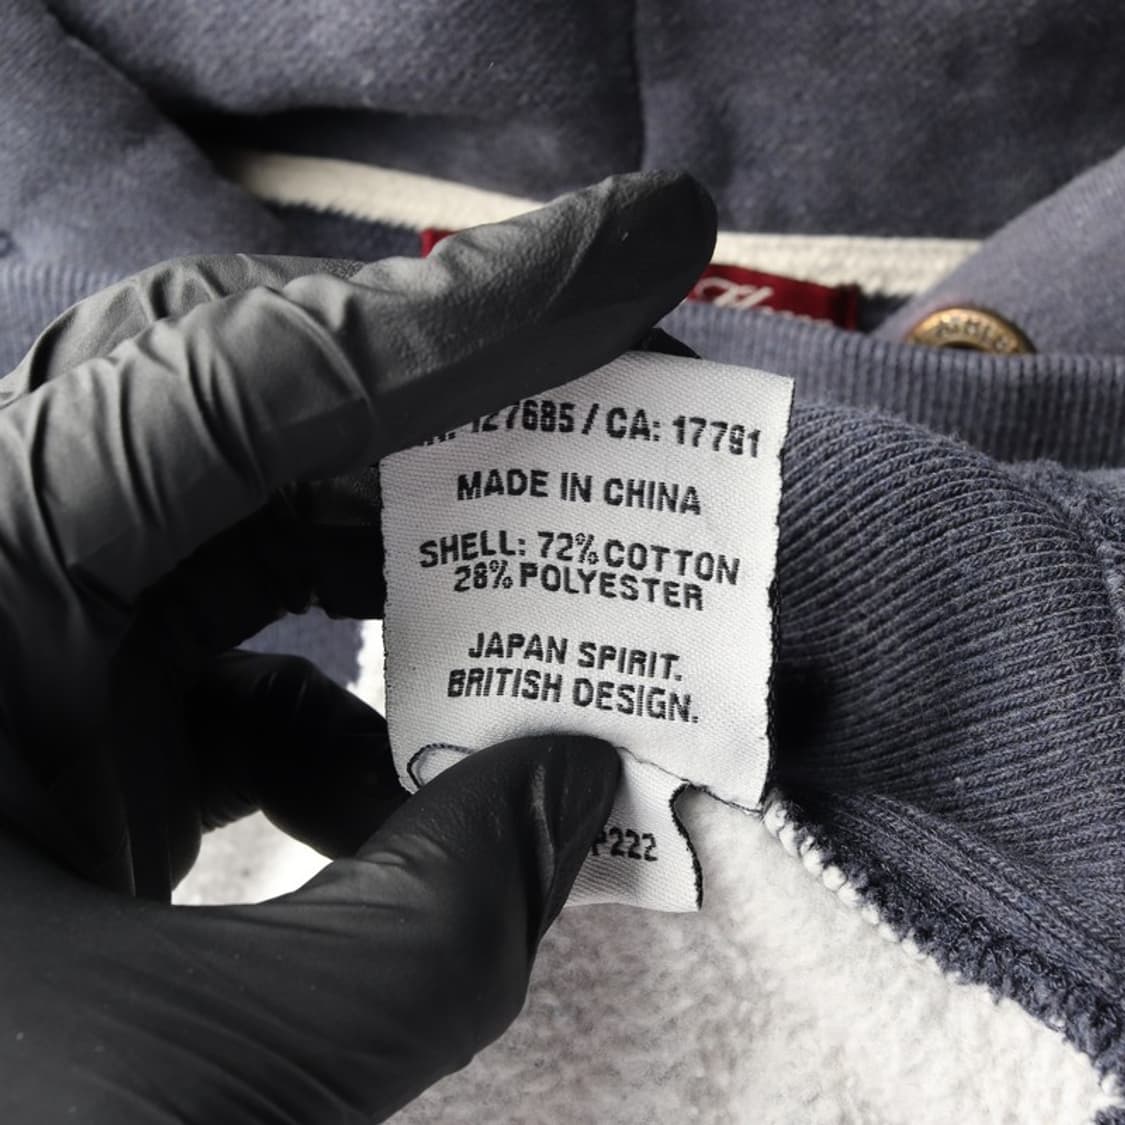 127685 / CA: 17791
MADE IN CHINA
SHELL: 72% COTTON
28% POLYESTER
JAPAN SPIRIT.
BRITISH DESIGN.
P222